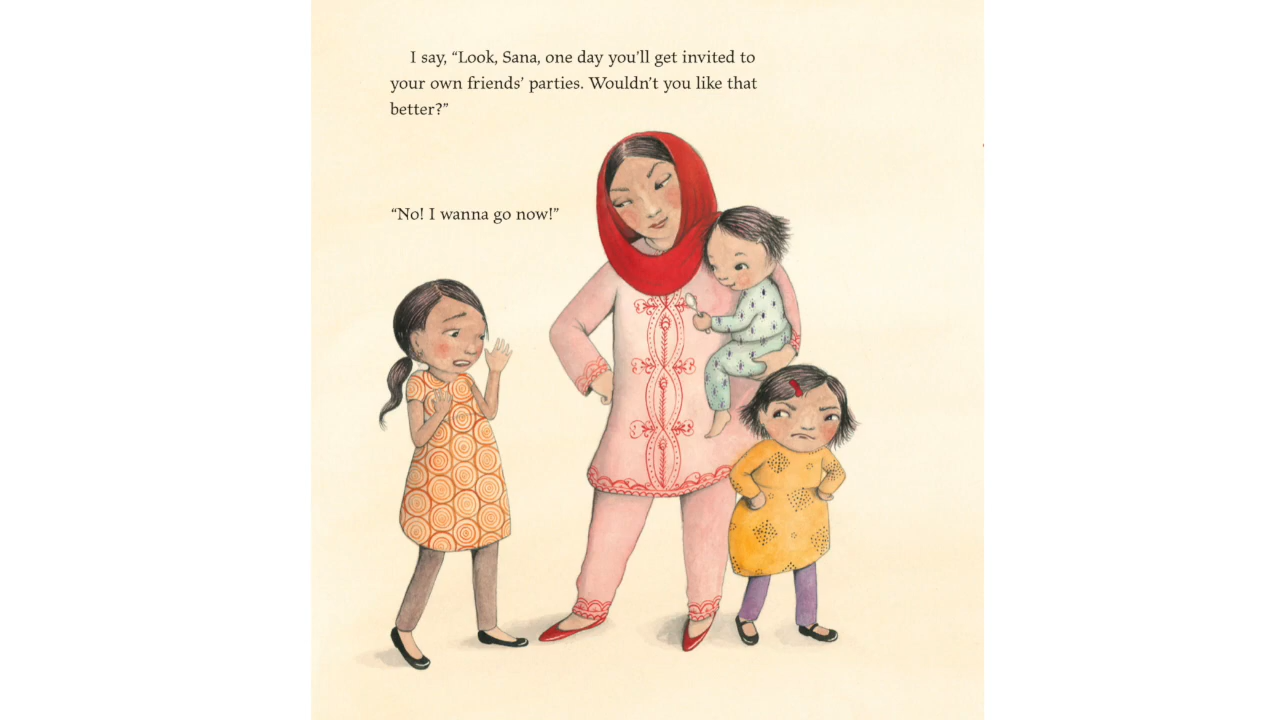 I say, “Look, Sana, one day you’ll get invited to
your own friends’ parties. Wouldn’t you like that
better?”
“No! I wanna go now!”